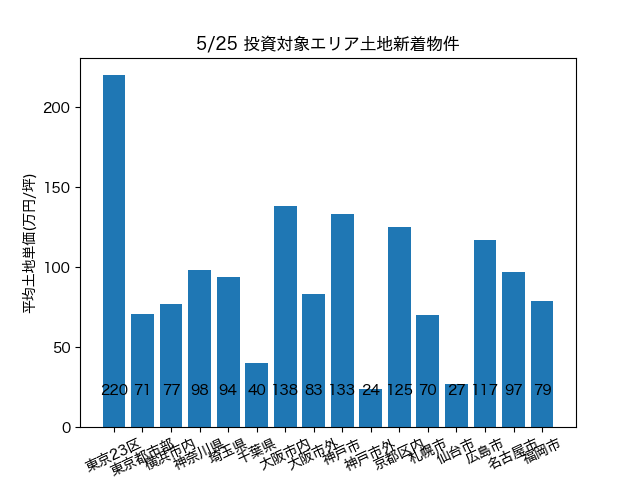 5/25 投資対象エリア土地新着物件
平均土地単価(万円/坪)
200
150
100
50
0
220 71 77 98 94 40 138 83 133 24 125 70 27 117 97 79
東京23区
東京都市部
横浜市内
神奈川県
埼玉県
千葉県
大阪市内
大阪市外
神戸市
神戸市外
京都区内
札幌市
仙台市
広島市
名古屋市
福岡市